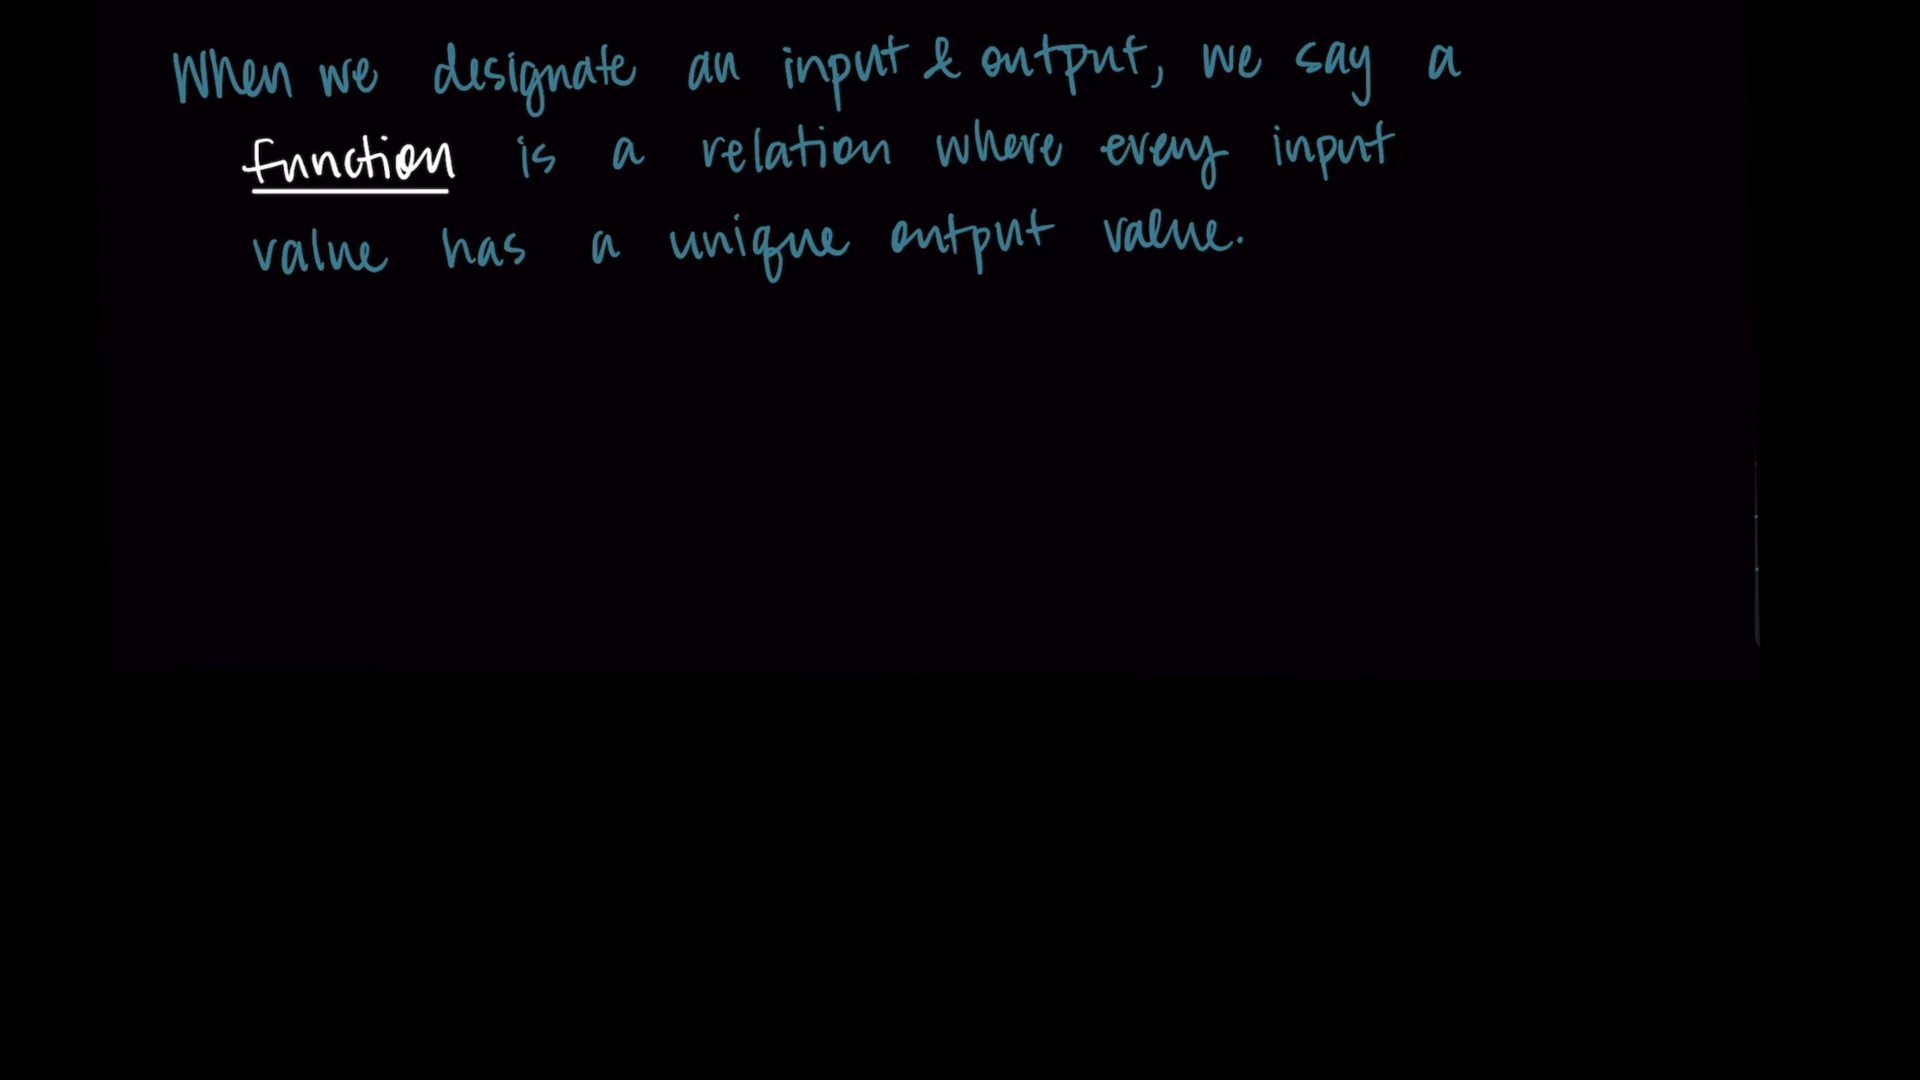 When we designate an input & output, we say a
function is a relation where every input
value has a unique output value.